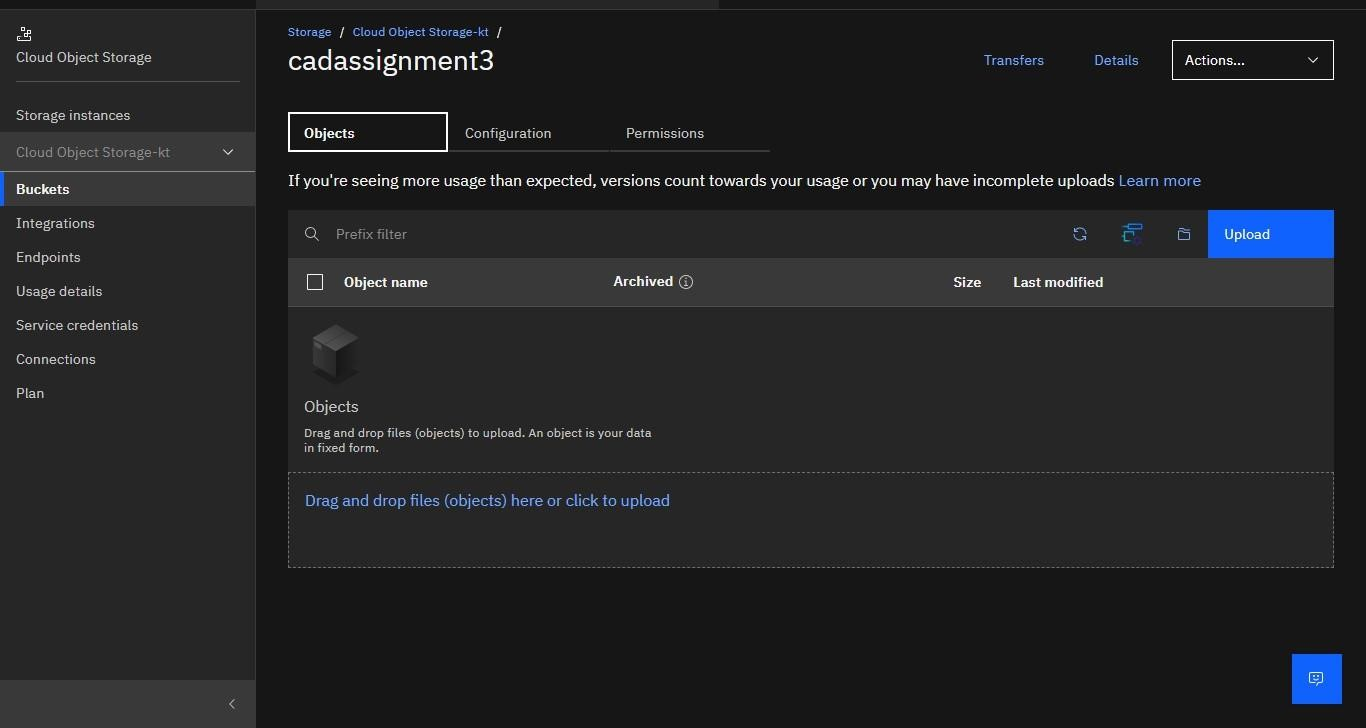 Cloud Object Storage
Storage instances
Cloud Object Storage-kt
Buckets
Integrations
Endpoints
Usage details
Service credentials
Connections
Plan
Storage / Cloud Object Storage-kt /
cadassignment3
Transfers Details Actions...
Objects Configuration Permissions
If you're seeing more usage than expected, versions count towards your usage or you may have incomplete uploads Learn more
Prefix filter Upload
Object name Archived Size Last modified
Objects
Drag and drop files (objects) to upload. An object is your data
in fixed form.
Drag and drop files (objects) here or click to upload